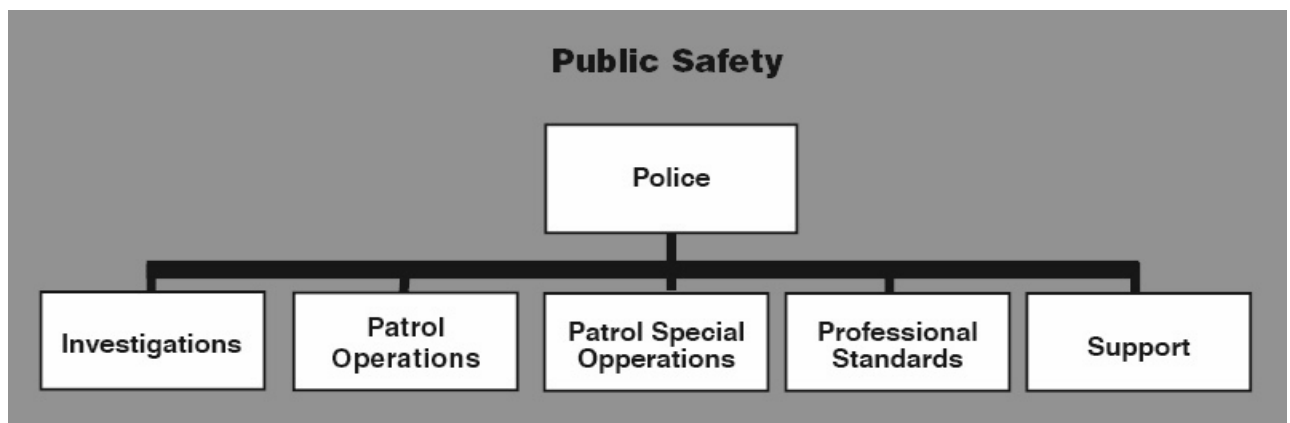 Public Safety
Police
Investigations
Patrol
Operations
Patrol Special
Opperations
Professional
Standards
Support